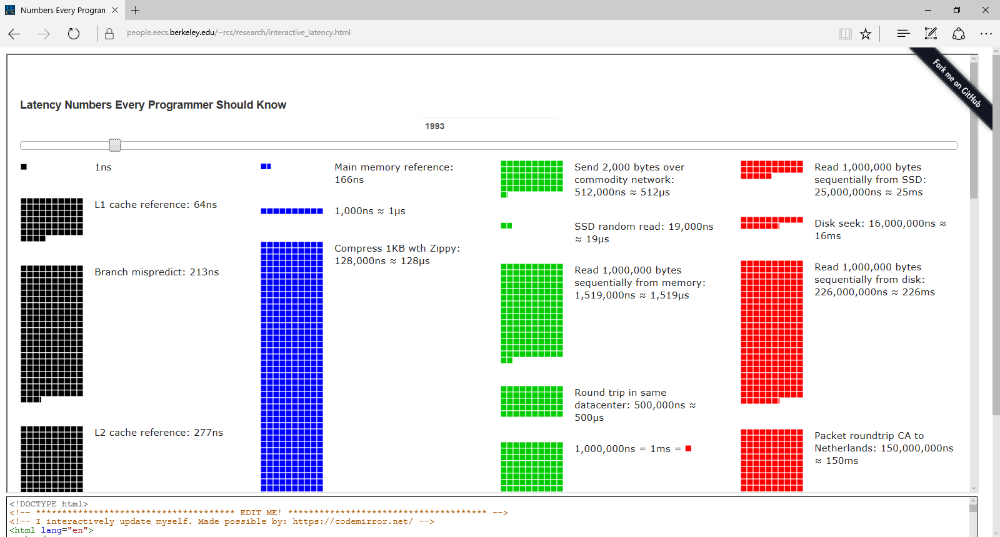 Numbers Every Progran
people.eecs.berkeley.edu/~rcs/research/interactive_latency.html
Fork me on GitHub
Latency Numbers Every Programmer Should Know
1993
1ns
L1 cache reference: 64ns
Branch mispredict: 213ns
L2 cache reference: 277ns
Main memory reference:
166ns
1,000ns ≈ 1μs
Compress 1KB wth Zippy:
128,000ns ≈ 128μs
Send 2,000 bytes over
commodity network:
512,000ns ≈ 512μs
SSD random read: 19,000ns
≈ 19μs
Read 1,000,000 bytes
sequentially from memory:
1,519,000ns ≈ 1,519μs
Round trip in same
datacenter: 500,000ns ≈
500μs
1,000,000ns = 1ms =
Read 1,000,000 bytes
sequentially from SSD:
25,000,000ns ≈ 25ms
Disk seek: 16,000,000ns ≈
16ms
Read 1,000,000 bytes
sequentially from disk:
226,000,000ns ≈ 226ms
Packet roundtrip CA to
Netherlands: 150,000,000ns
≈ 150ms
<!DOCTYPE html>
<!-- ************************************** EDIT ME! ************************************** -->
<!-- I interactively update myself. Made possible by: https://codemirror.net/ -->
<html lang="en">